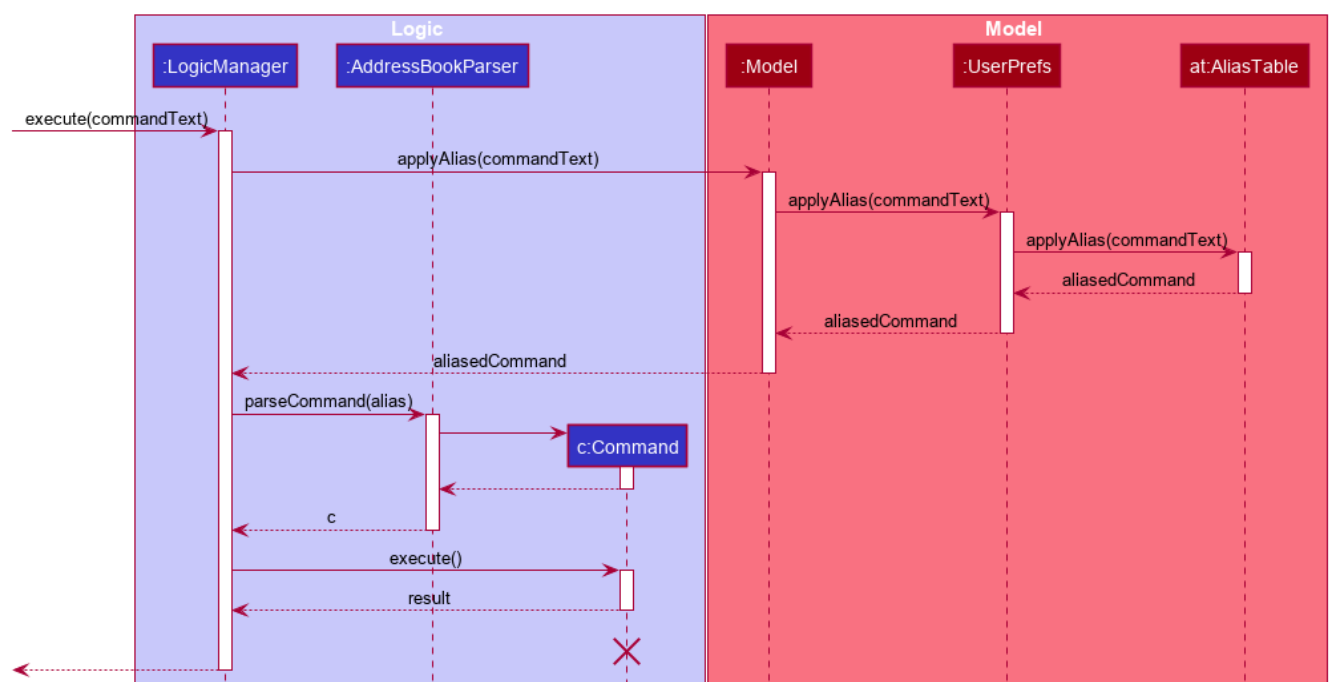 Logic
Model
:LogicManager
:AddressBookParser
:Model
:UserPrefs
at:AliasTable
execute(commandText)
applyAlias(commandText)
applyAlias(commandText)
applyAlias(commandText)
aliasedCommand
aliasedCommand
aliasedCommand
parseCommand(alias)
c:Command
c
execute()
result